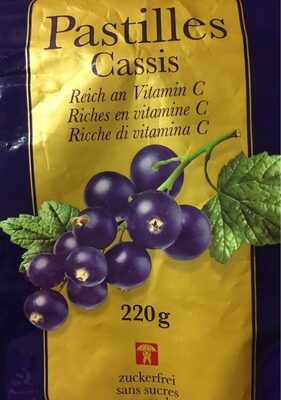 Pastilles
Cassis
Reich an Vitamin C
Riches en vitamine C
Ricche di vitamina C
220g
zuckerfrei
sans sucres